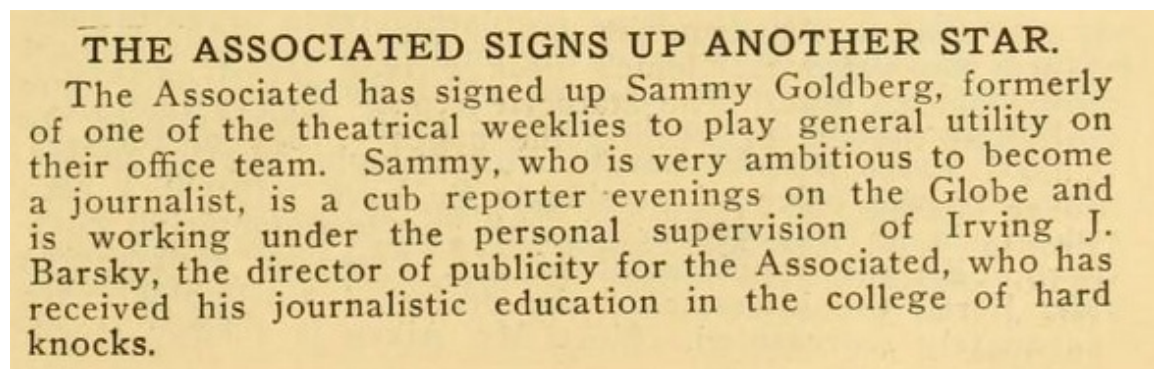 THE ASSOCIATED SIGNS UP ANOTHER STAR.
The Associated has signed up Sammy Goldberg, formerly
of one of the theatrical weeklies to play general utility on
their office team. Sammy, who is very ambitious to become
a journalist, is a cub reporter evenings on the Globe and
is working under the personal supervision of Irving J.
Barsky, the director of publicity for the Associated, who has
received his journalistic education in the college of hard
knocks.